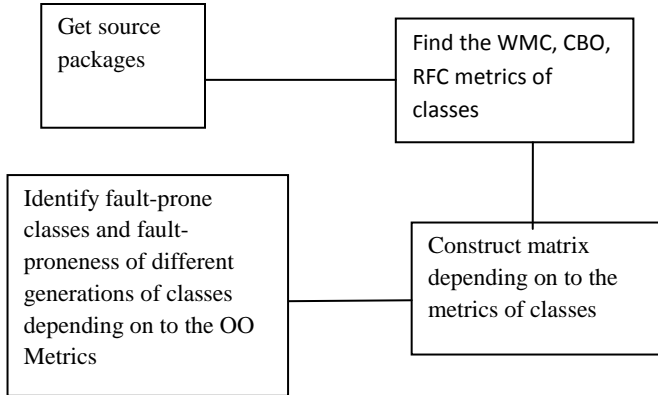 Get source
packages
Find the WMC, CBO,
RFC metrics of
classes
Identify fault-prone
classes and fault-
proneness of different
generations of classes
depending on to the OO
Metrics
Construct matrix
depending on to the
metrics of classes